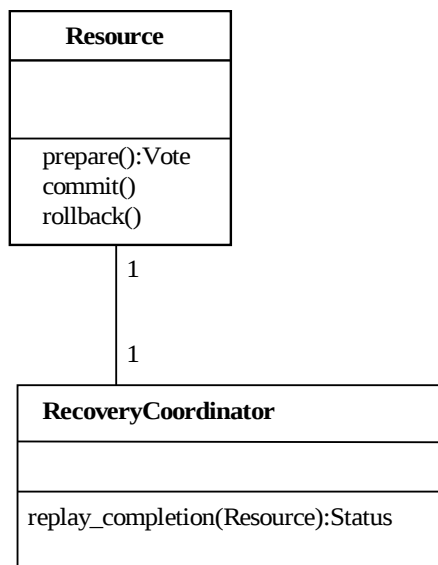 Resource
prepare():Vote
commit()
rollback()
1
1
RecoveryCoordinator
replay_completion(Resource):Status